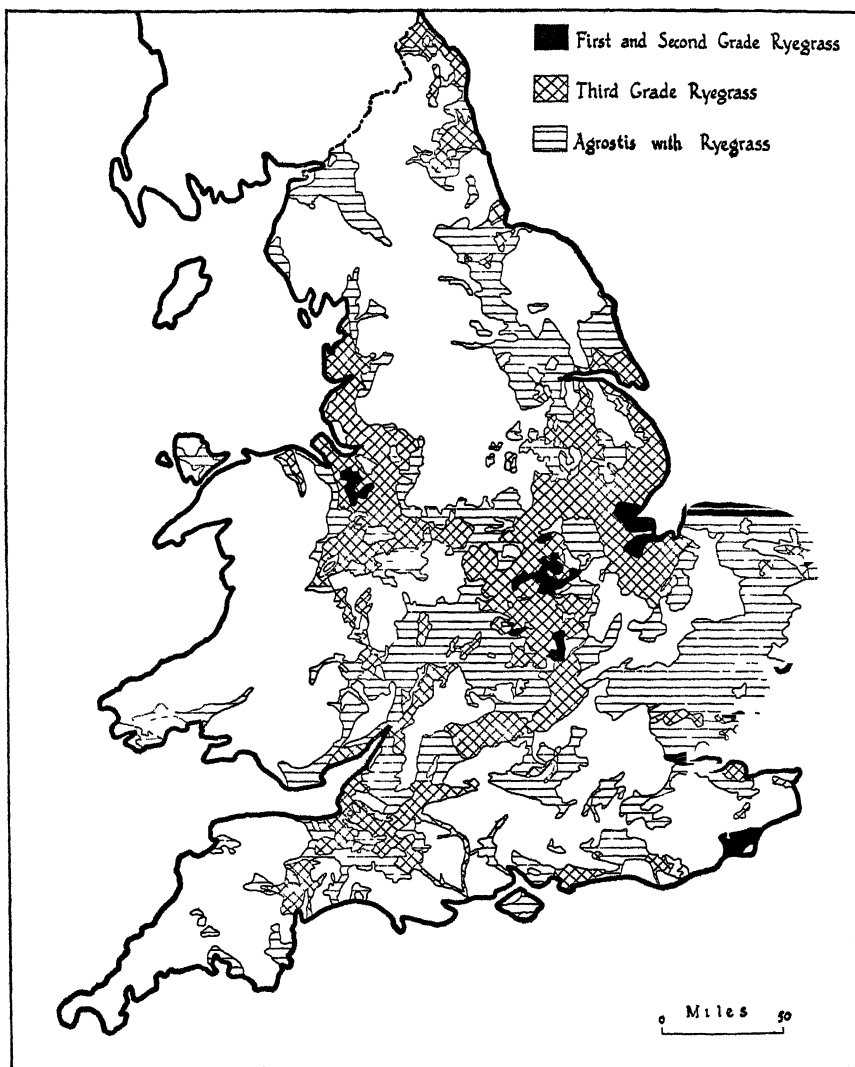 First and Second Grade Ryegrass
Third Grade Ryegrass
Agrostis with Ryegrass
Miles
0 50